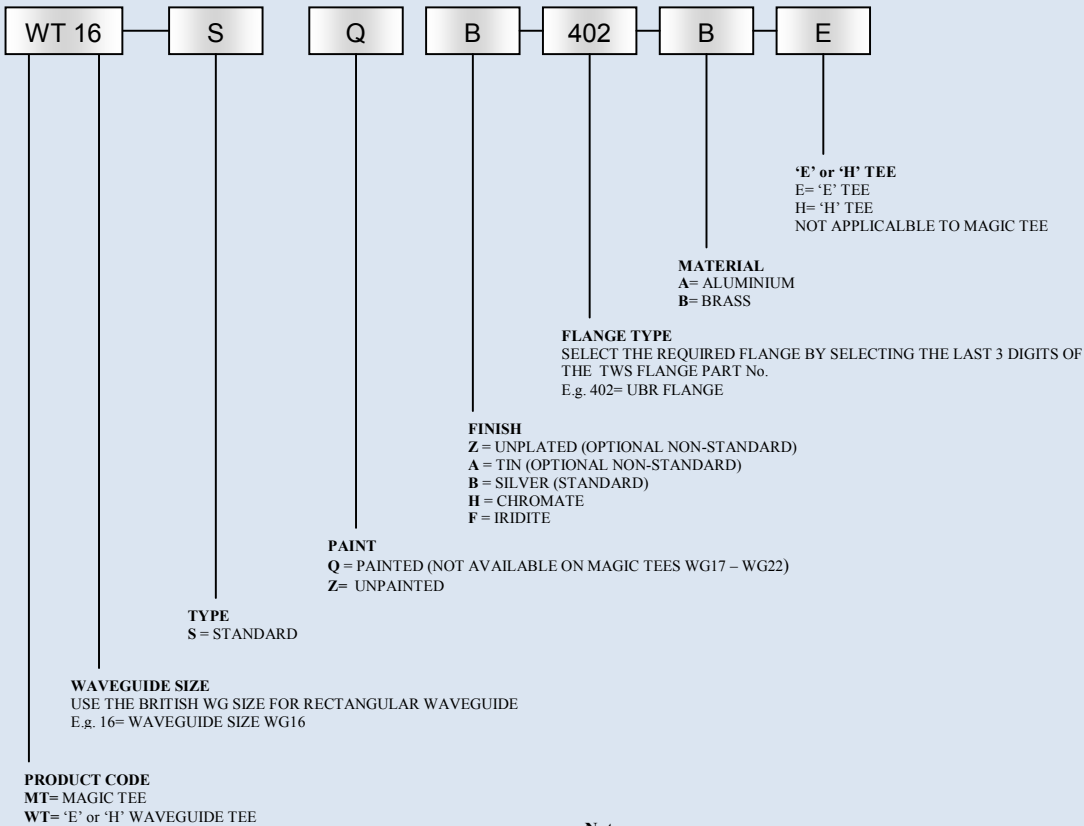 WT 16 S Q B 402 B E
‘E’ or ‘H’ TEE
E= ‘E’ TEE
H= ‘H’ TEE
NOT APPLICALBLE TO MAGIC TEE
MATERIAL
A= ALUMINIUM
B= BRASS
FLANGE TYPE
SELECT THE REQUIRED FLANGE BY SELECTING THE LAST 3 DIGITS OF
THE TWS FLANGE PART No.
E.g. 402= UBR FLANGE
FINISH
Z = UNPLATED (OPTIONAL NON-STANDARD)
A = TIN (OPTIONAL NON-STANDARD)
B = SILVER (STANDARD)
H = CHROMATE
F = IRIDITE
PAINT
Q = PAINTED (NOT AVAILABLE ON MAGIC TEES WG17 – WG22)
Z= UNPAINTED
TYPE
S = STANDARD
WAVEGUIDE SIZE
USE THE BRITISH WG SIZE FOR RECTANGULAR WAVEGUIDE
E.g. 16= WAVEGUIDE SIZE WG16
PRODUCT CODE
MT= MAGIC TEE
WT= ‘E’ or ‘H’ WAVEGUIDE TEE